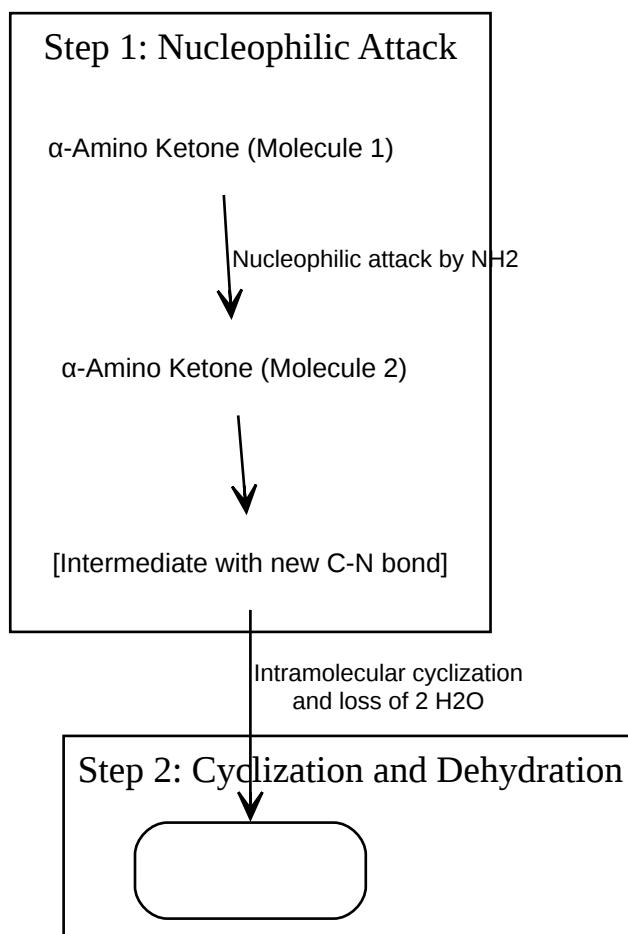 Step 1: Nucleophilic Attack
α-Amino Ketone (Molecule 1)
Nucleophilic attack by NH2
α-Amino Ketone (Molecule 2)
[Intermediate with new C-N bond]
Intramolecular cyclization
and loss of 2 H2O
Step 2: Cyclization and Dehydration